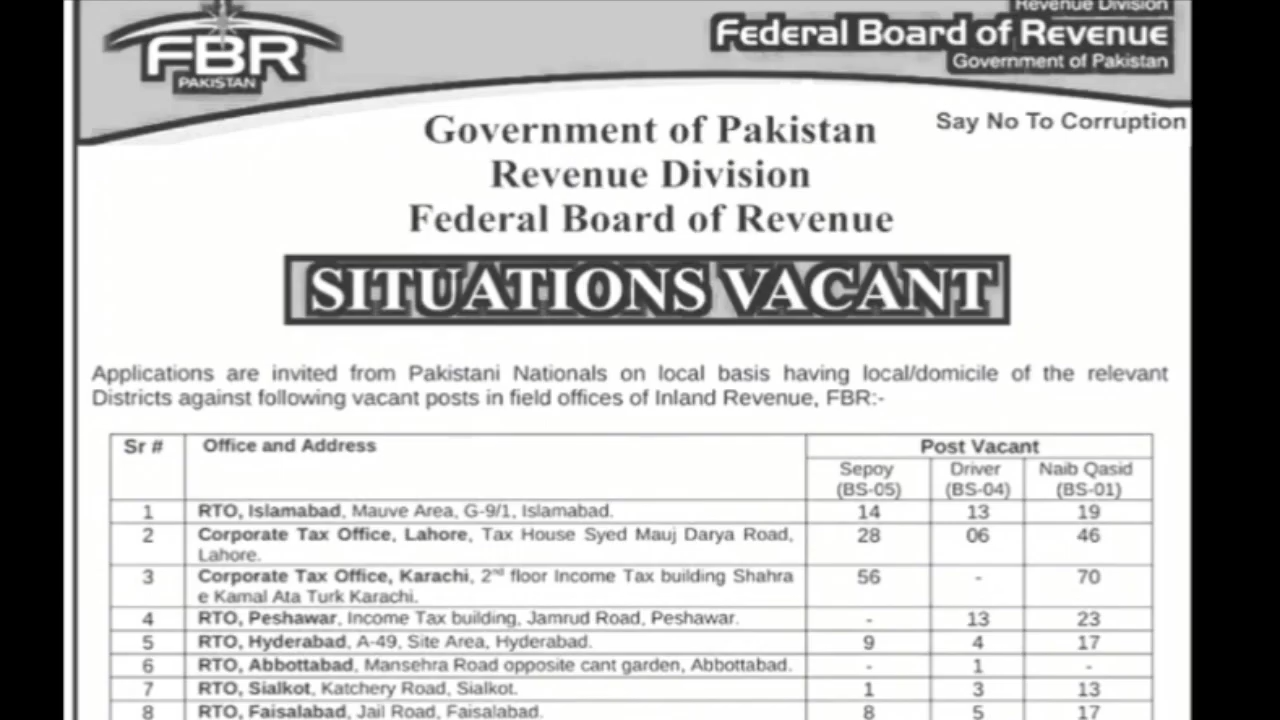 FBR
PAKISTAN
Revenue Division
Federal Board of Revenue
Government of Pakistan
Say No To Corruption
Government of Pakistan
Revenue Division
Federal Board of Revenue
SITUATIONS VACANT
Applications are invited from Pakistani Nationals on local basis having local/domicile of the relevant
Districts against following vacant posts in field offices of Inland Revenue, FBR:-
Sr # Office and Address Post Vacant
Sepoy (BS-05) Driver (BS-04) Naib Qasid (BS-01)
1 RTO, Islamabad, Mauve Area, G-9/1, Islamabad. 14 13 19
2 Corporate Tax Office, Lahore, Tax House Syed Mauj Darya Road, 28 06 46
Lahore.
3 Corporate Tax Office, Karachi, 2nd floor Income Tax building Shahra 56 - 70
e Kamal Ata Turk Karachi.
4 RTO, Peshawar, Income Tax building, Jamrud Road, Peshawar. - 13 23
5 RTO, Hyderabad, A-49, Site Area, Hyderabad. 9 4 17
6 RTO, Abbottabad, Mansehra Road opposite cant garden, Abbottabad. - 1 -
7 RTO, Sialkot, Katchery Road, Sialkot. 1 3 13
8 RTO, Faisalabad, Jail Road, Faisalabad. 8 5 17